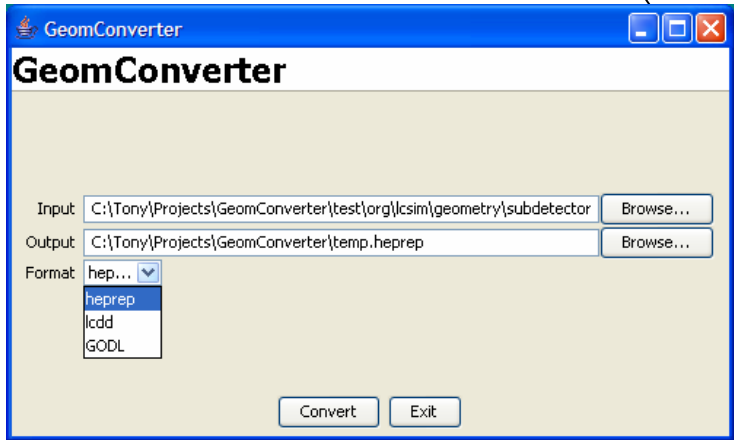 GeomConverter
GeomConverter
Input C:\Tony\Projects\GeomConverter\test\org\lcsim\geometry\subdetector Browse...
Output C:\Tony\Projects\GeomConverter\temp.heprep Browse...
Format hep...
heprep
lcdd
GODL
Convert Exit